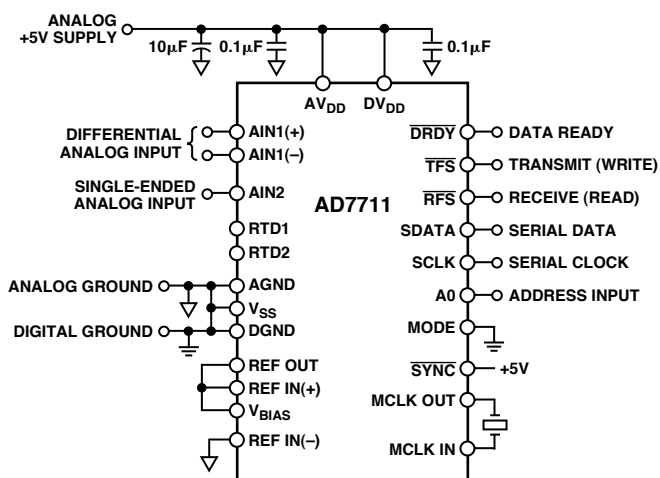 ANALOG
+5V SUPPLY
10µF
0.1µF
0.1µF
AVDD
DVDD
DIFFERENTIAL
ANALOG INPUT
AIN1(+)
AIN1(–)
SINGLE-ENDED
ANALOG INPUT
AIN2
RTD1
RTD2
ANALOG GROUND
AGND
VSS
DIGITAL GROUND
DGND
REF OUT
REF IN(+)
VBIAS
REF IN(–)
AD7711
DRDY
DATA READY
TFS
TRANSMIT (WRITE)
RFS
RECEIVE (READ)
SDATA
SERIAL DATA
SCLK
SERIAL CLOCK
A0
ADDRESS INPUT
MODE
SYNC
+5V
MCLK OUT
MCLK IN